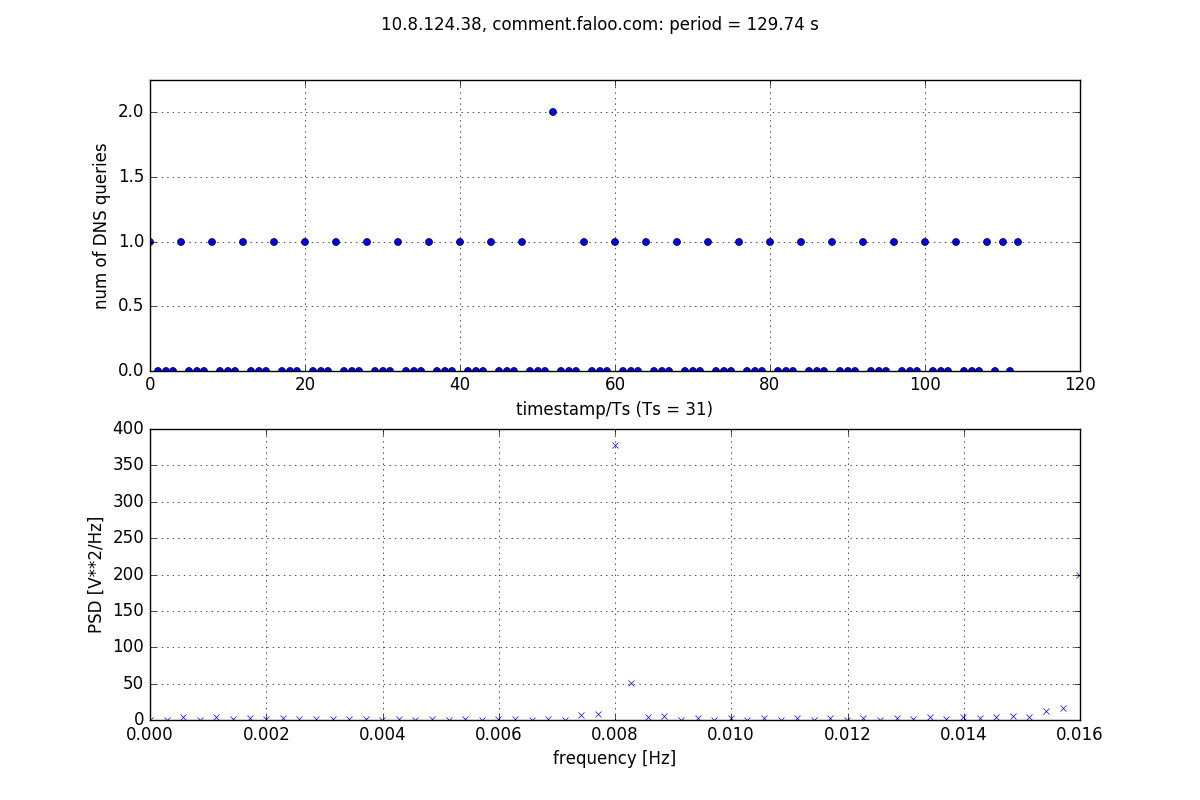 10.8.124.38, comment.faloo.com: period = 129.74 s
2.0
1.5
1.0
0.5
0.0
num of DNS queries
0 20 40 60 80 100 120
timestamp/Ts (Ts = 31)
400
350
300
250
200
150
100
50
0
PSD [V**2/Hz]
0.000 0.002 0.004 0.006 0.008 0.010 0.012 0.014 0.016
frequency [Hz]